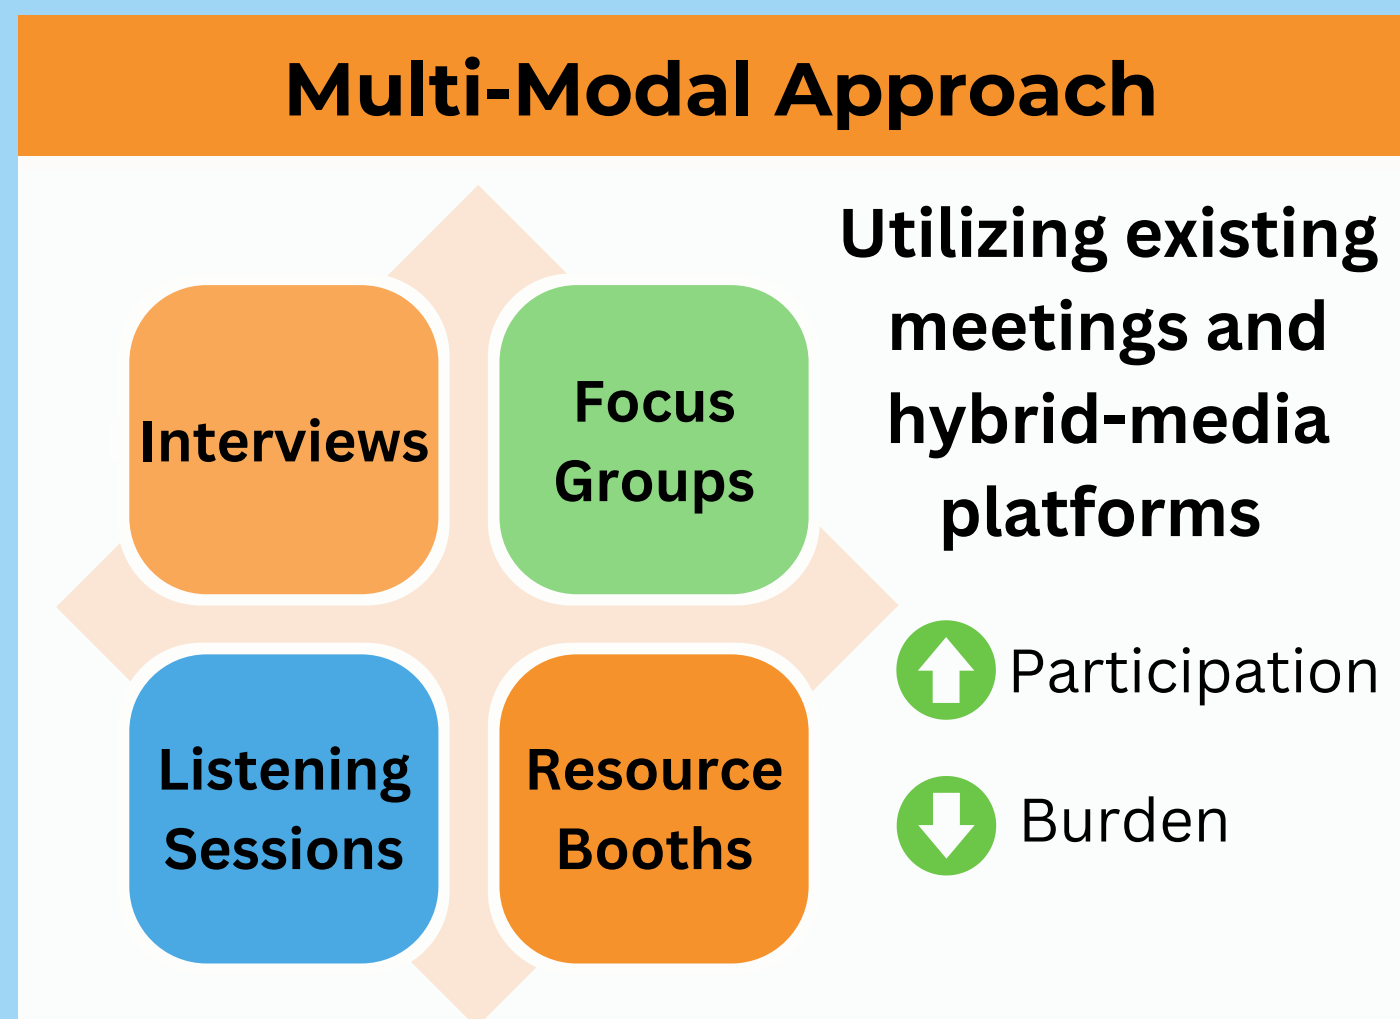 Multi-Modal Approach
Interviews
Focus
Groups
Listening
Sessions
Resource
Booths
Utilizing existing
meetings and
hybrid-media
platforms
Participation
Burden